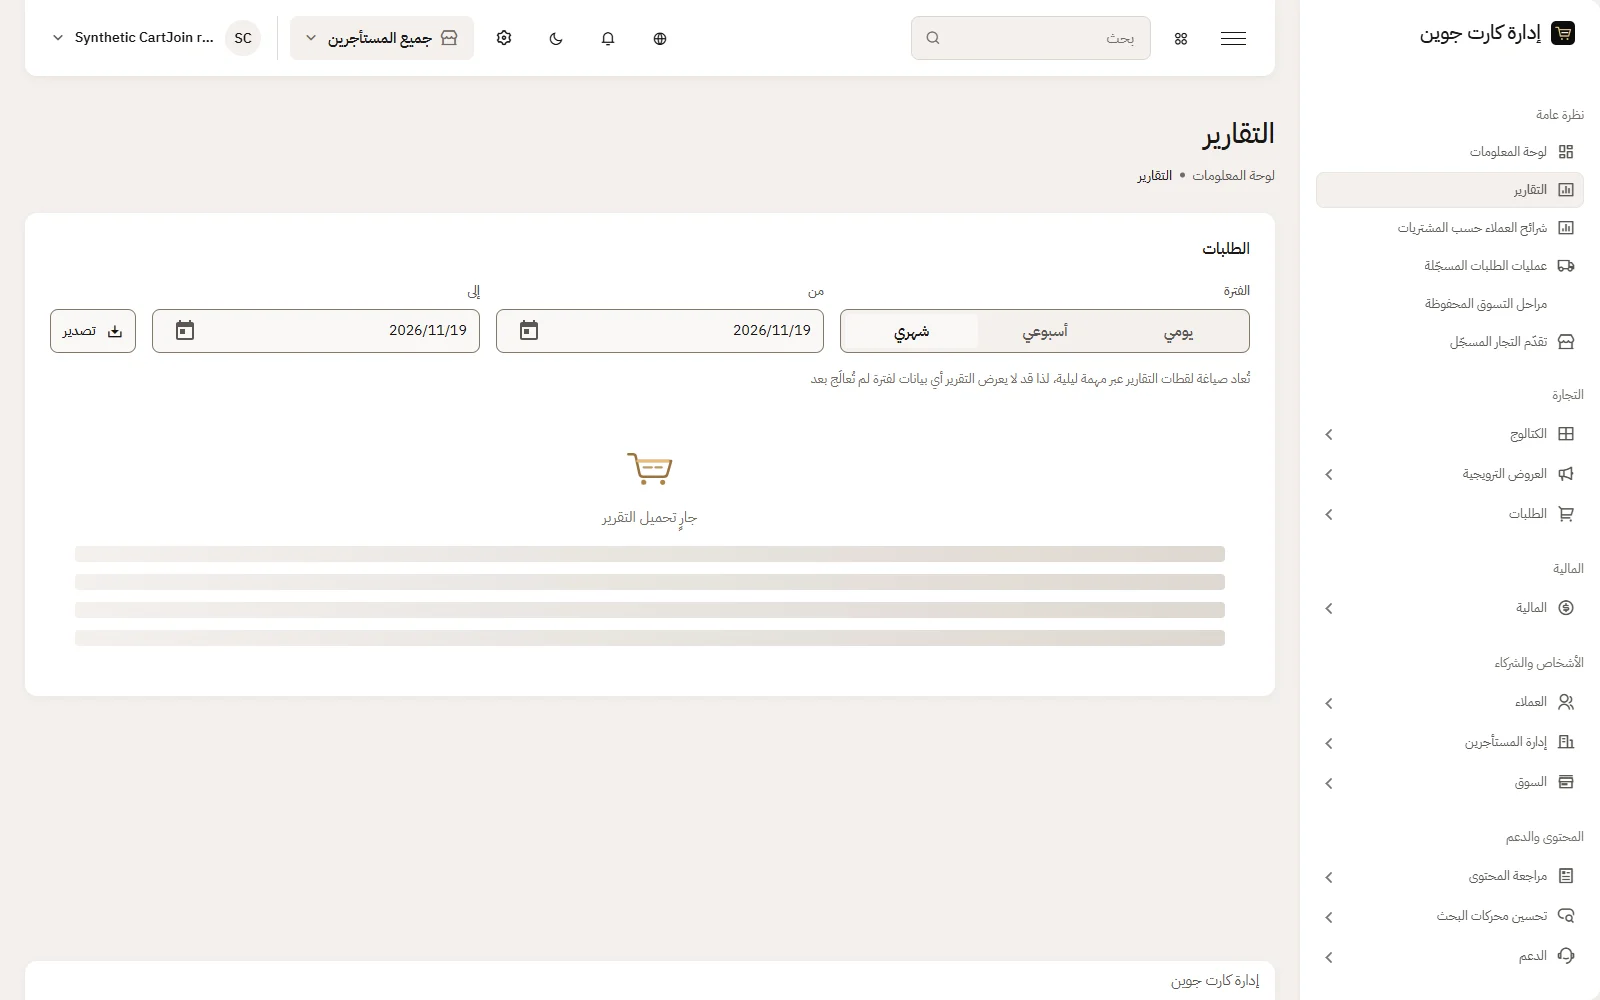 إدارة كارت جوين
نظرة عامة
لوحة المعلومات
التقارير
شرائح العملاء حسب المشتريات
عمليات الطلبات المسجّلة
مراحل التسوق المحفوظة
تقدّم التجار المسجّل
التجارة
الكتالوج
العروض الترويجية
الطلبات
المالية
المالية
الأشخاص والشركاء
العملاء
إدارة المستأجرين
السوق
المحتوى والدعم
مراجعة المحتوى
تحسين محركات البحث
الدعم
بحث
جميع المستأجرين
SC
Synthetic CartJoin r...
التقارير
لوحة المعلومات • التقارير
الطلبات
الفترة
من
إلى
يومي
أسبوعي
شهري
2026/11/19
2026/11/19
تصدير
تُعاد صياغة لقطات التقارير عبر مهمة ليلية، لذا قد لا يعرض التقرير أي بيانات لفترة لم تُعالَج بعد
جارٍ تحميل التقرير
إدارة كارت جوين